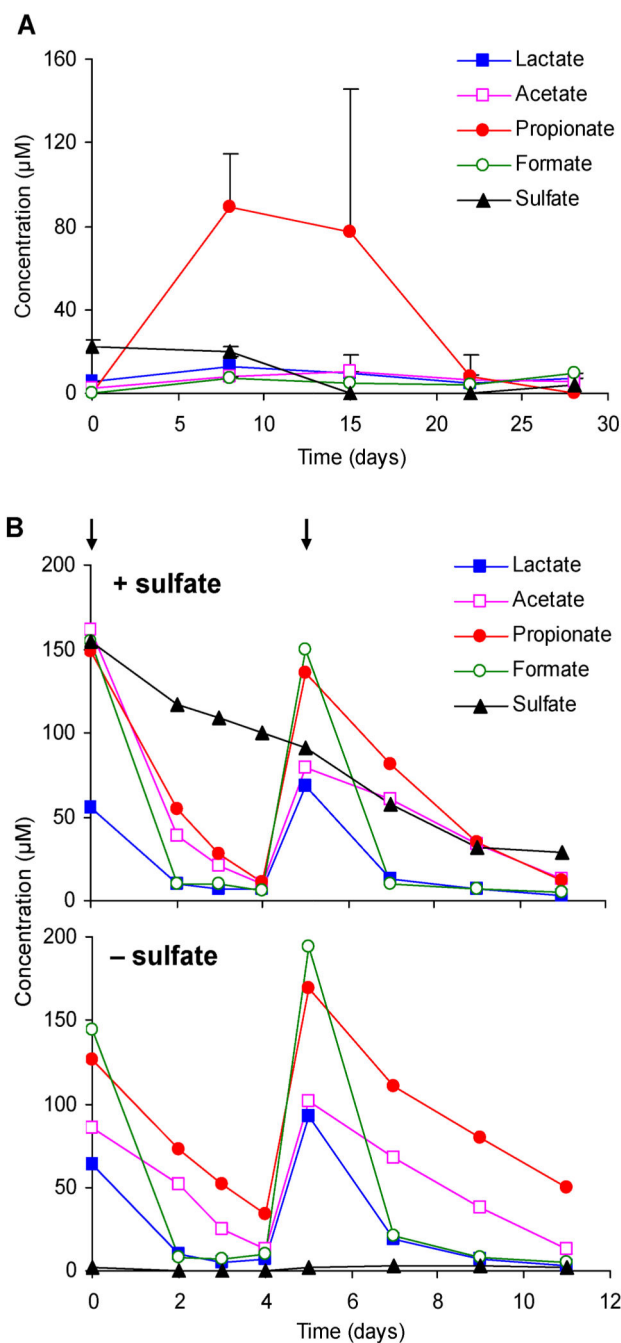 A
160
120
80
40
0
Concentration (µM)
0 5 10 15 20 25 30
Time (days)
Lactate
Acetate
Propionate
Formate
Sulfate
B
200
150
100
50
0
+ sulfate
Lactate
Acetate
Propionate
Formate
Sulfate
Concentration (µM)
200
150
100
50
0
– sulfate
0 2 4 6 8 10 12
Time (days)